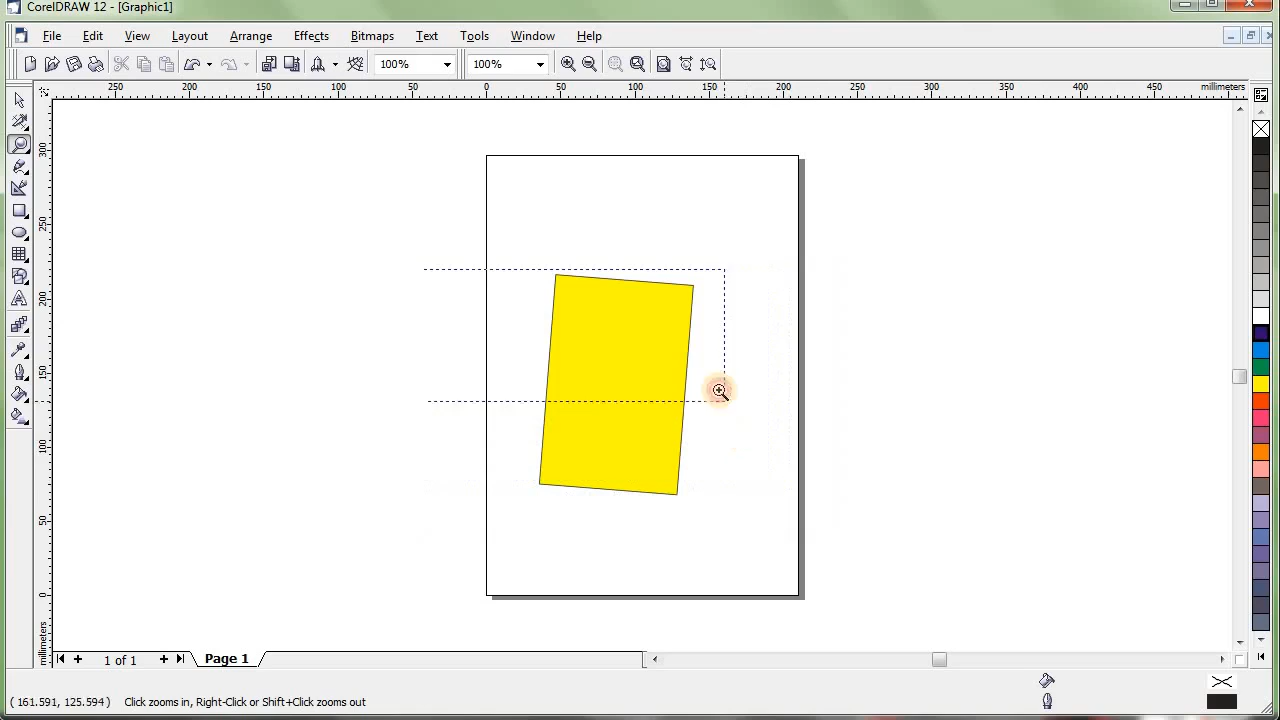 CorelDRAW 12 - [Graphic1]
File Edit View Layout Arrange Effects Bitmaps Text Tools Window Help
100% 100%
250 200 150 100 50 0 50 100 150 200 250 300 350 400 450 millimeters
300
250
200
150
100
50
0
millimeters
1 of 1 Page 1
( 161.591, 125.594 ) Click zooms in, Right-Click or Shift+Click zooms out